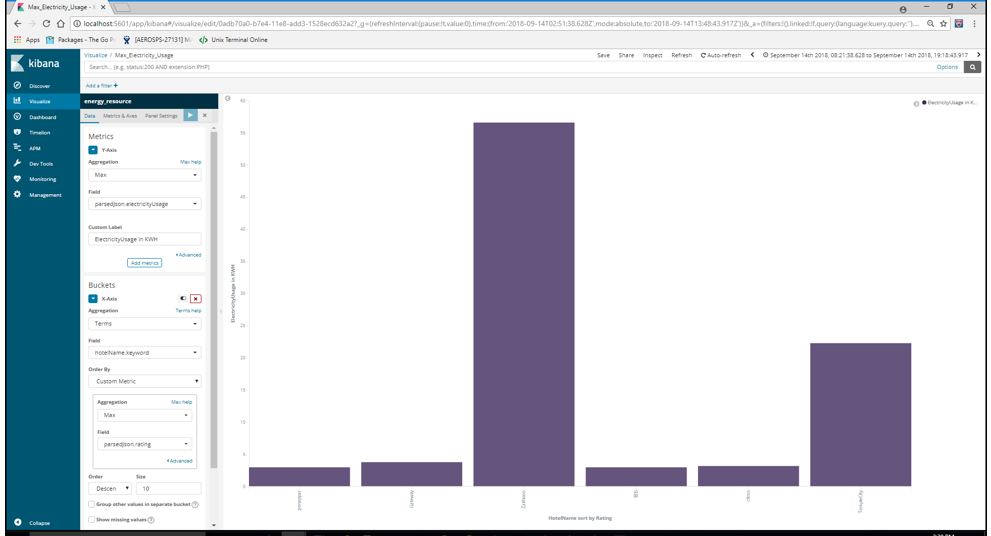 Max_Electricity_Usage - K
localhost:5601/app/kibana#/visualize/edit/0adb70a0-b7e4-11e8-add3-1528ecd632a2?_g=(refreshInterval:(pause:!t,value:0),time:(from:'2018-09-14T02:51:38.628Z',mode:absolute,to:'2018-09-14T13:48:43.917Z'))&_a=(filters:!(),linked:!f,query:(language:kuery,query:''),...
Apps Packages - The Go P [AEROSPS-27131] M Unix Terminal Online
kibana
Discover
Visualize
Dashboard
Timelion
APM
Dev Tools
Monitoring
Management
Collapse
Visualize / Max_Electricity_Usage
Save Share Inspect Refresh Auto-refresh September 14th 2018, 08:21:38.628 to September 14th 2018, 19:18:43.917
Search... (e.g. status:200 AND extension:PHP)
Options
Add a filter +
energy_resource
Data Metrics & Axes Panel Settings
Metrics
Y-Axis
Aggregation Max help
Max
Field
parsedJson.electricityUsage
Custom Label
ElectricityUsage in KWH
Advanced
Add metrics
Buckets
X-Axis
Aggregation Terms help
Terms
Field
hotelName.keyword
Order By
Custom Metric
Aggregation Max help
Max
Field
parsedJson.rating
Advanced
Order Size
Descen 10
Group other values in separate bucket
Show missing values
ElectricityUsage in K...
60
55
50
45
40
35
30
25
20
15
10
5
0
ElectricityUsage in KWH
Gateway
HotelName sort by Rating